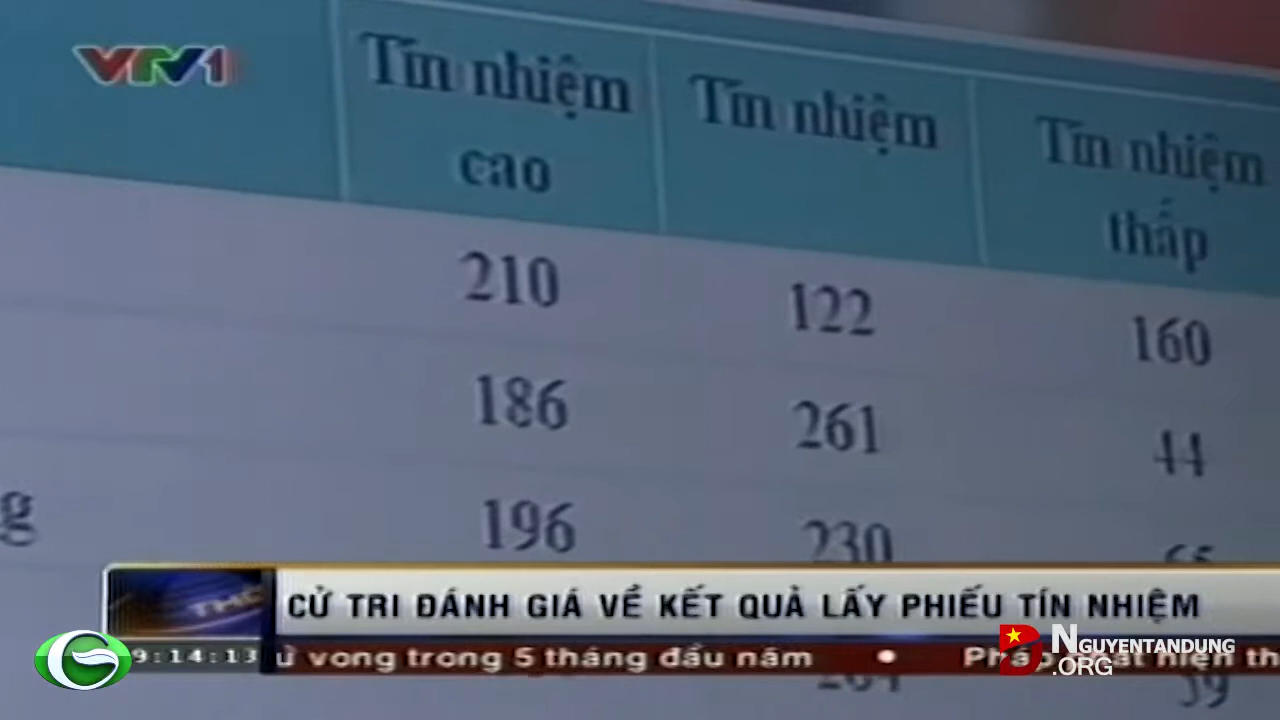 VTV1
Tín nhiệm cao
Tín nhiệm
Tín nhiệm thấp
210 122 160
186 261 44
g 196 230 65
CỬ TRI ĐÁNH GIÁ VỀ KẾT QUẢ LẤY PHIẾU TÍN NHIỆM
9:14:13 vong trong 5 tháng đầu năm • hiện
NGUYENTANDUNG
.ORG